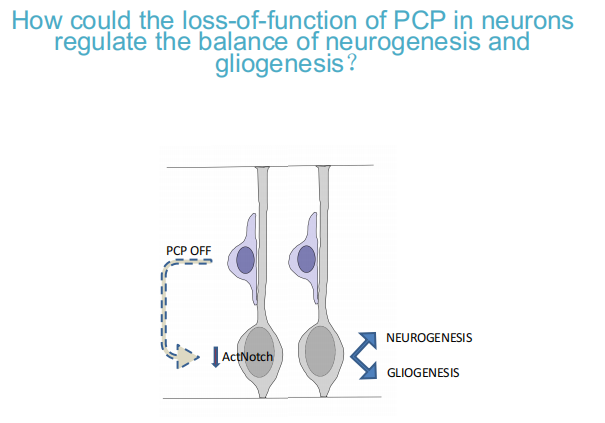 How could the loss-of-function of PCP in neurons
regulate the balance of neurogenesis and
gliogenesis？
PCP OFF
ActNotch
NEUROGENESIS
GLIOGENESIS